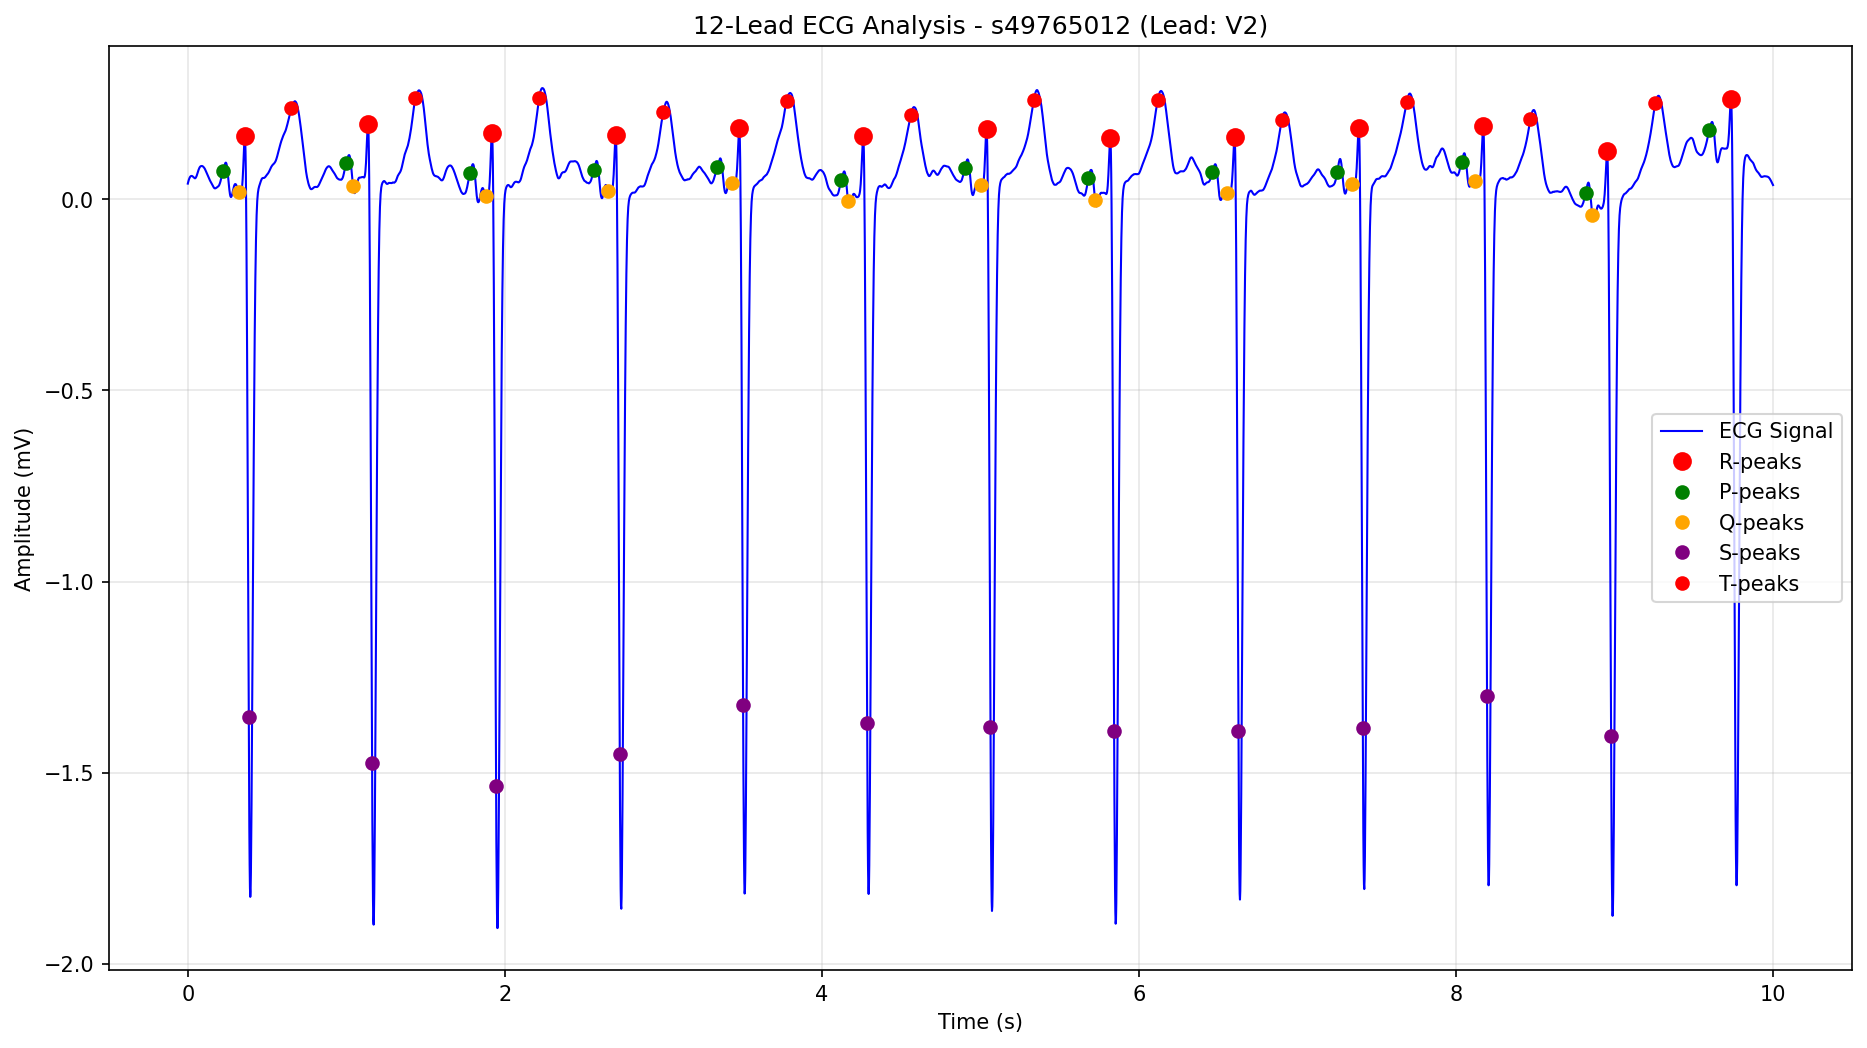 12-Lead ECG Analysis - s49765012 (Lead: V2)
Amplitude (mV)
0.0
−0.5
−1.0
−1.5
−2.0
ECG Signal
R-peaks
P-peaks
Q-peaks
S-peaks
T-peaks
0 2 4 6 8 10
Time (s)